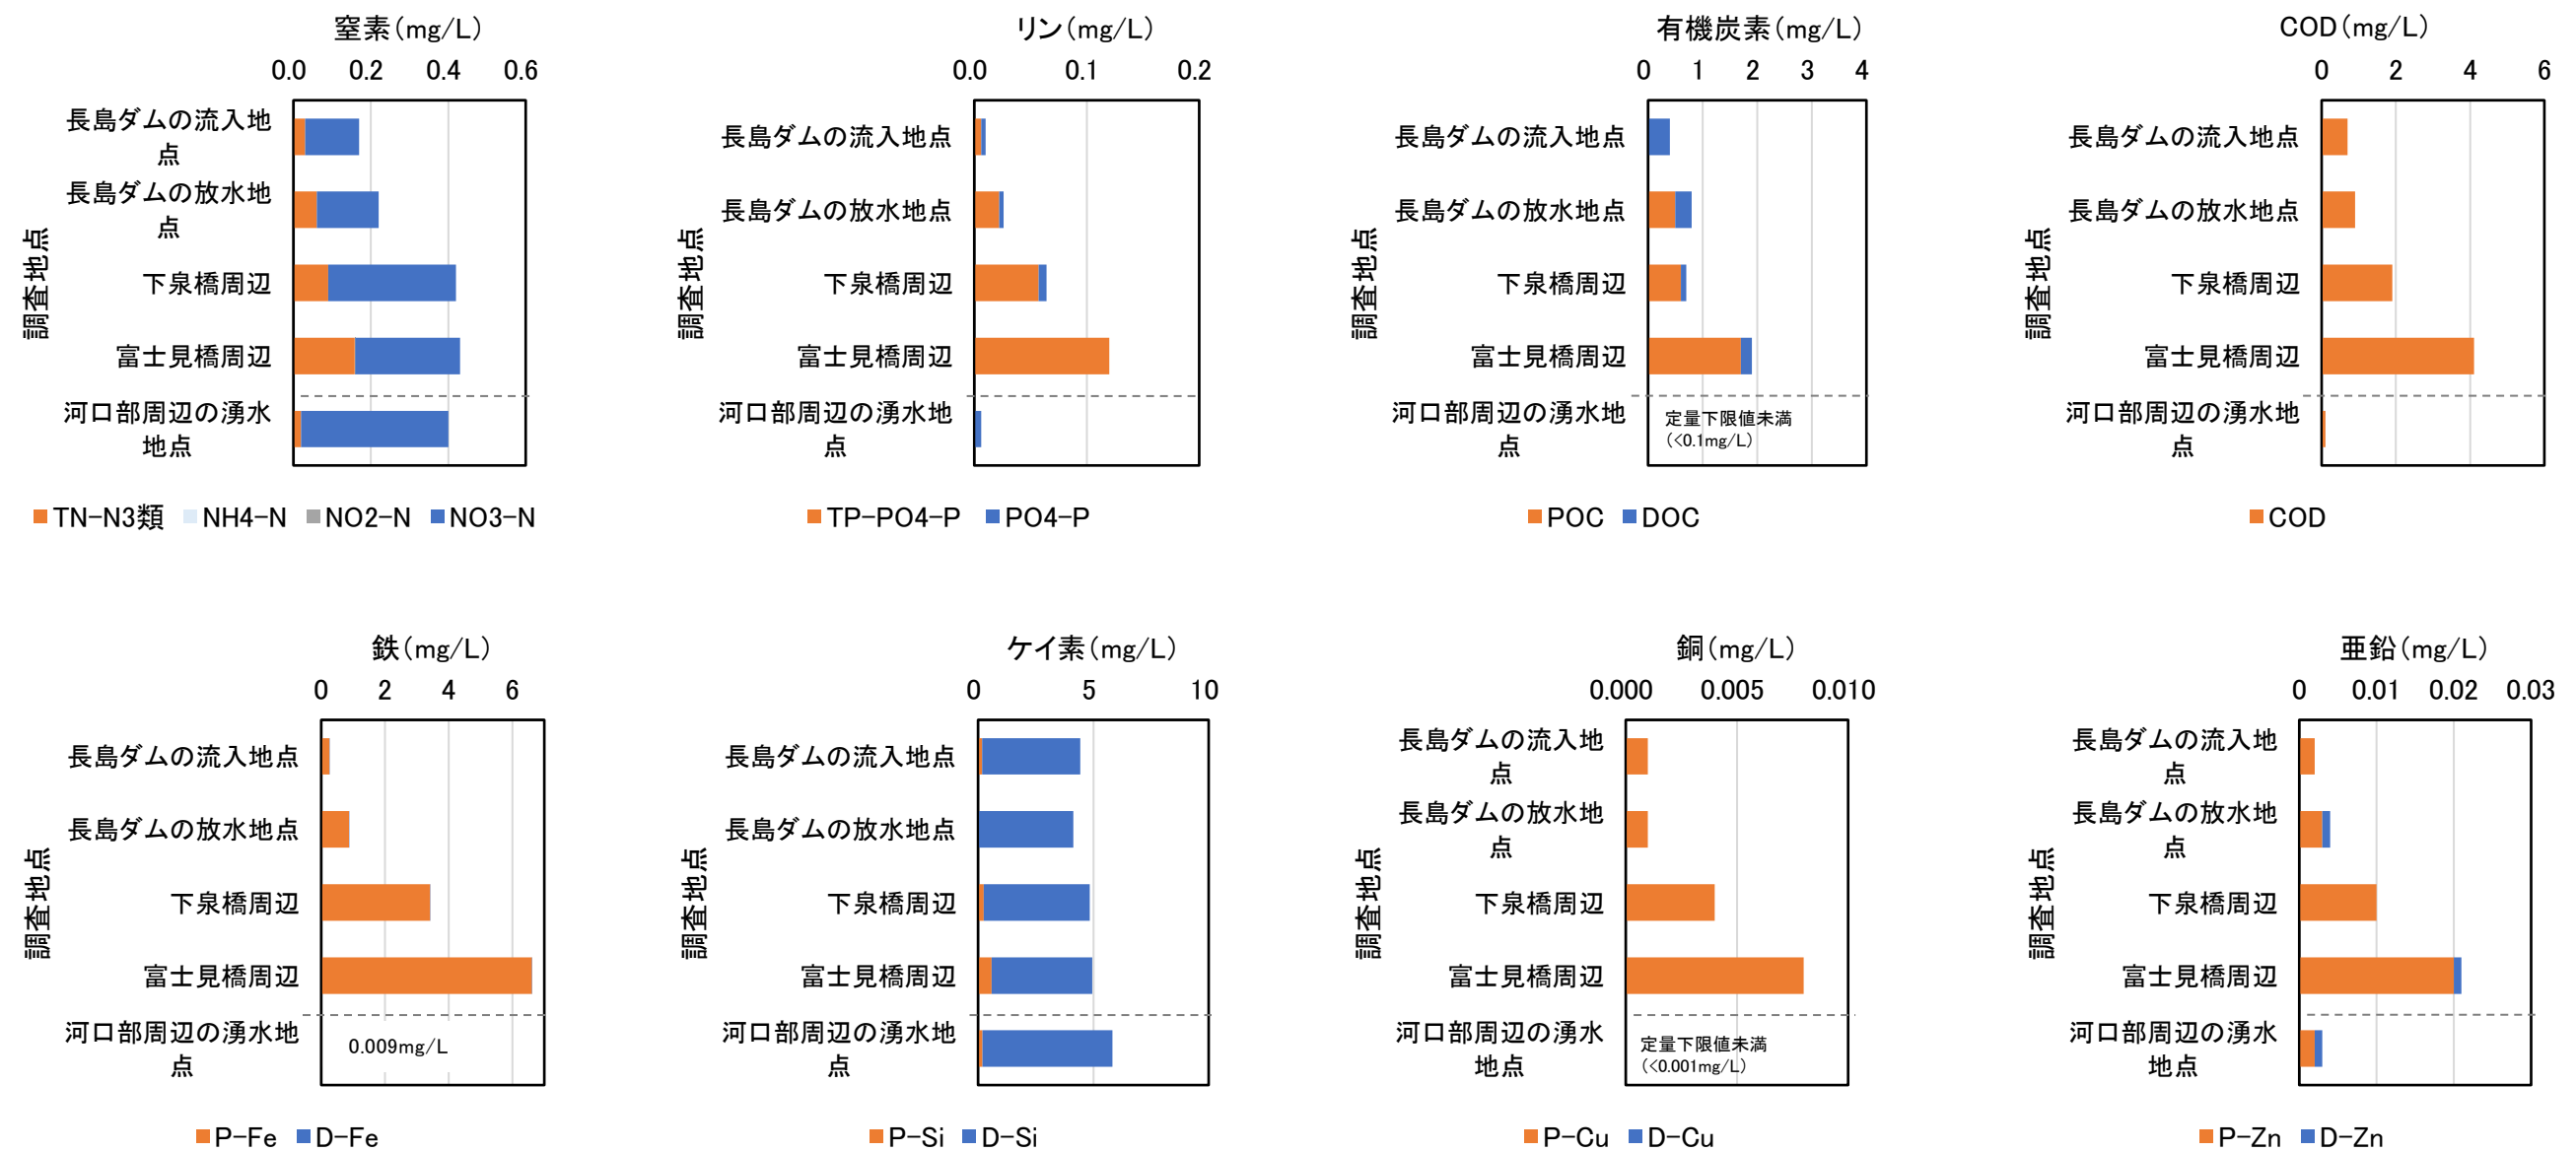 窒素（mg/L）
0.0 0.2 0.4 0.6
調査地点
長島ダムの流入地
点
長島ダムの放水地
点
下泉橋周辺
富士見橋周辺
河口部周辺の湧水
地点
TN-N3類 NH4-N NO2-N NO3-N
リン（mg/L）
0.0 0.1 0.2
調査地点
長島ダムの流入地点
長島ダムの放水地点
下泉橋周辺
富士見橋周辺
河口部周辺の湧水地
点
TP-PO4-P PO4-P
有機炭素（mg/L）
0 1 2 3 4
調査地点
長島ダムの流入地点
長島ダムの放水地点
下泉橋周辺
富士見橋周辺
河口部周辺の湧水地
点
定量下限値未満
（<0.1mg/L）
POC DOC
COD（mg/L）
0 2 4 6
調査地点
長島ダムの流入地点
長島ダムの放水地点
下泉橋周辺
富士見橋周辺
河口部周辺の湧水地
点
COD
鉄（mg/L）
0 2 4 6
調査地点
長島ダムの流入地点
長島ダムの放水地点
下泉橋周辺
富士見橋周辺
河口部周辺の湧水地
点
0.009mg/L
P-Fe D-Fe
ケイ素（mg/L）
0 5 10
調査地点
長島ダムの流入地点
長島ダムの放水地点
下泉橋周辺
富士見橋周辺
河口部周辺の湧水地
点
P-Si D-Si
銅（mg/L）
0.000 0.005 0.010
調査地点
長島ダムの流入地
点
長島ダムの放水地
点
下泉橋周辺
富士見橋周辺
河口部周辺の湧水
地点
定量下限値未満
（<0.001mg/L）
P-Cu D-Cu
亜鉛（mg/L）
0 0.01 0.02 0.03
調査地点
長島ダムの流入地
点
長島ダムの放水地
点
下泉橋周辺
富士見橋周辺
河口部周辺の湧水
地点
P-Zn D-Zn